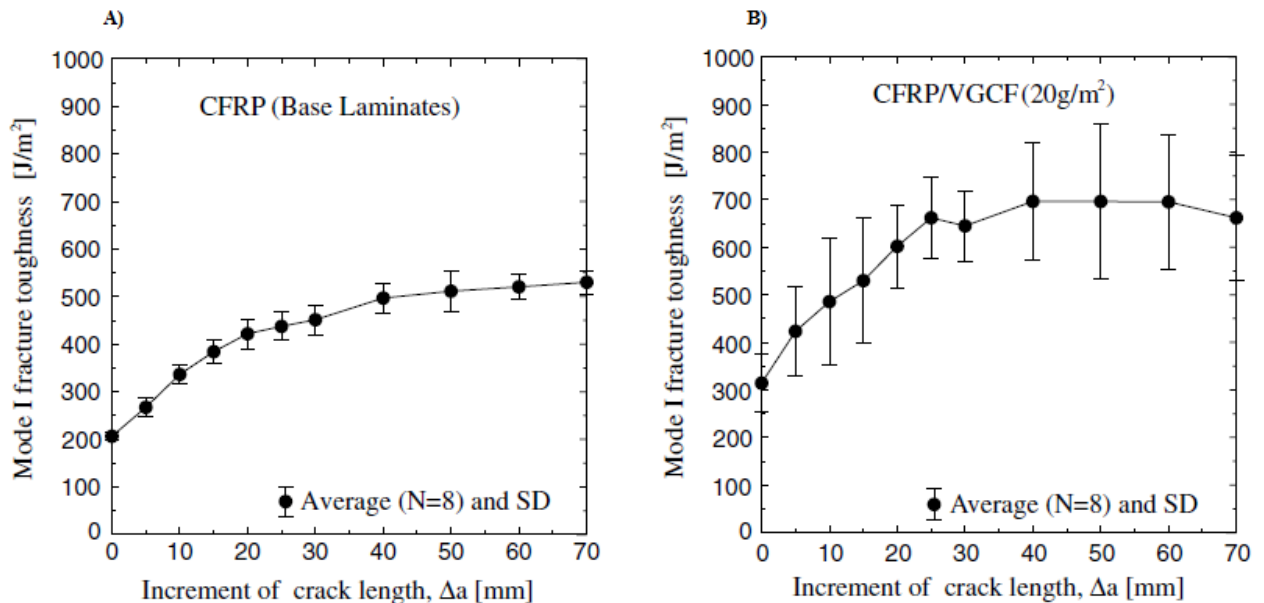 A)
1000
900
800
700
600
500
400
300
200
100
0
Mode I fracture toughness [J/m²]
CFRP (Base Laminates)
Average (N=8) and SD
0 10 20 30 40 50 60 70
Increment of crack length, Δa [mm]
B)
1000
900
800
700
600
500
400
300
200
100
0
Mode I fracture toughness [J/m²]
CFRP/VGCF (20g/m²)
Average (N=8) and SD
0 10 20 30 40 50 60 70
Increment of crack length, Δa [mm]